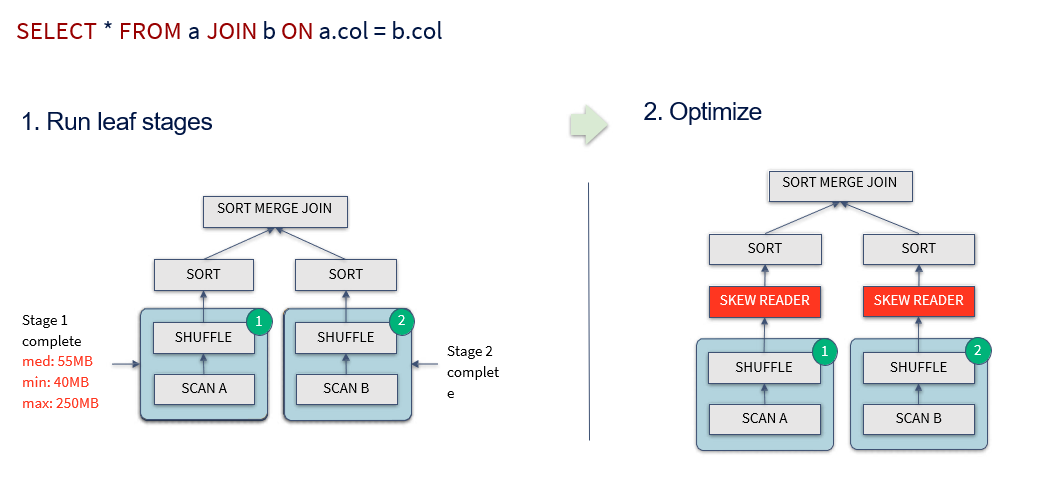 SELECT * FROM a JOIN b ON a.col = b.col
1. Run leaf stages
2. Optimize
SORT MERGE JOIN
SORT
SORT
Stage 1
complete
med: 55MB
min: 40MB
max: 250MB
SHUFFLE
1
SCAN A
SHUFFLE
2
SCAN B
Stage 2
complet
e
SORT MERGE JOIN
SORT
SORT
SKEW READER
SKEW READER
SHUFFLE
1
SCAN A
SHUFFLE
2
SCAN B